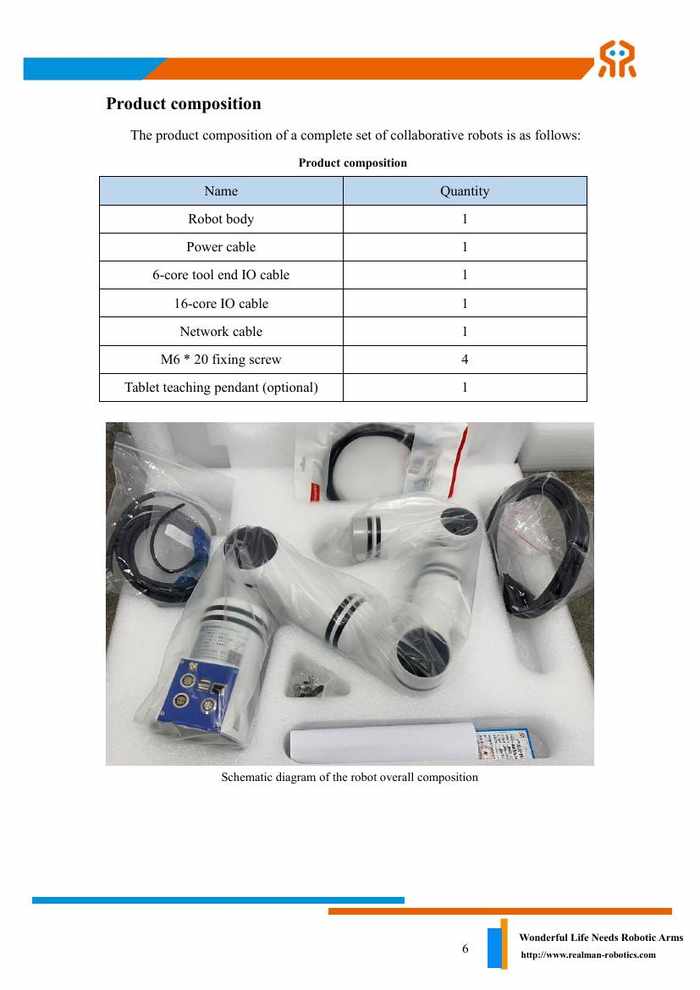 Product composition
The product composition of a complete set of collaborative robots is as follows:
Product composition
Name Quantity
Robot body 1
Power cable 1
6-core tool end IO cable 1
16-core IO cable 1
Network cable 1
M6 * 20 fixing screw 4
Tablet teaching pendant (optional) 1
Schematic diagram of the robot overall composition
6
Wonderful Life Needs Robotic Arms
http://www.realman-robotics.com